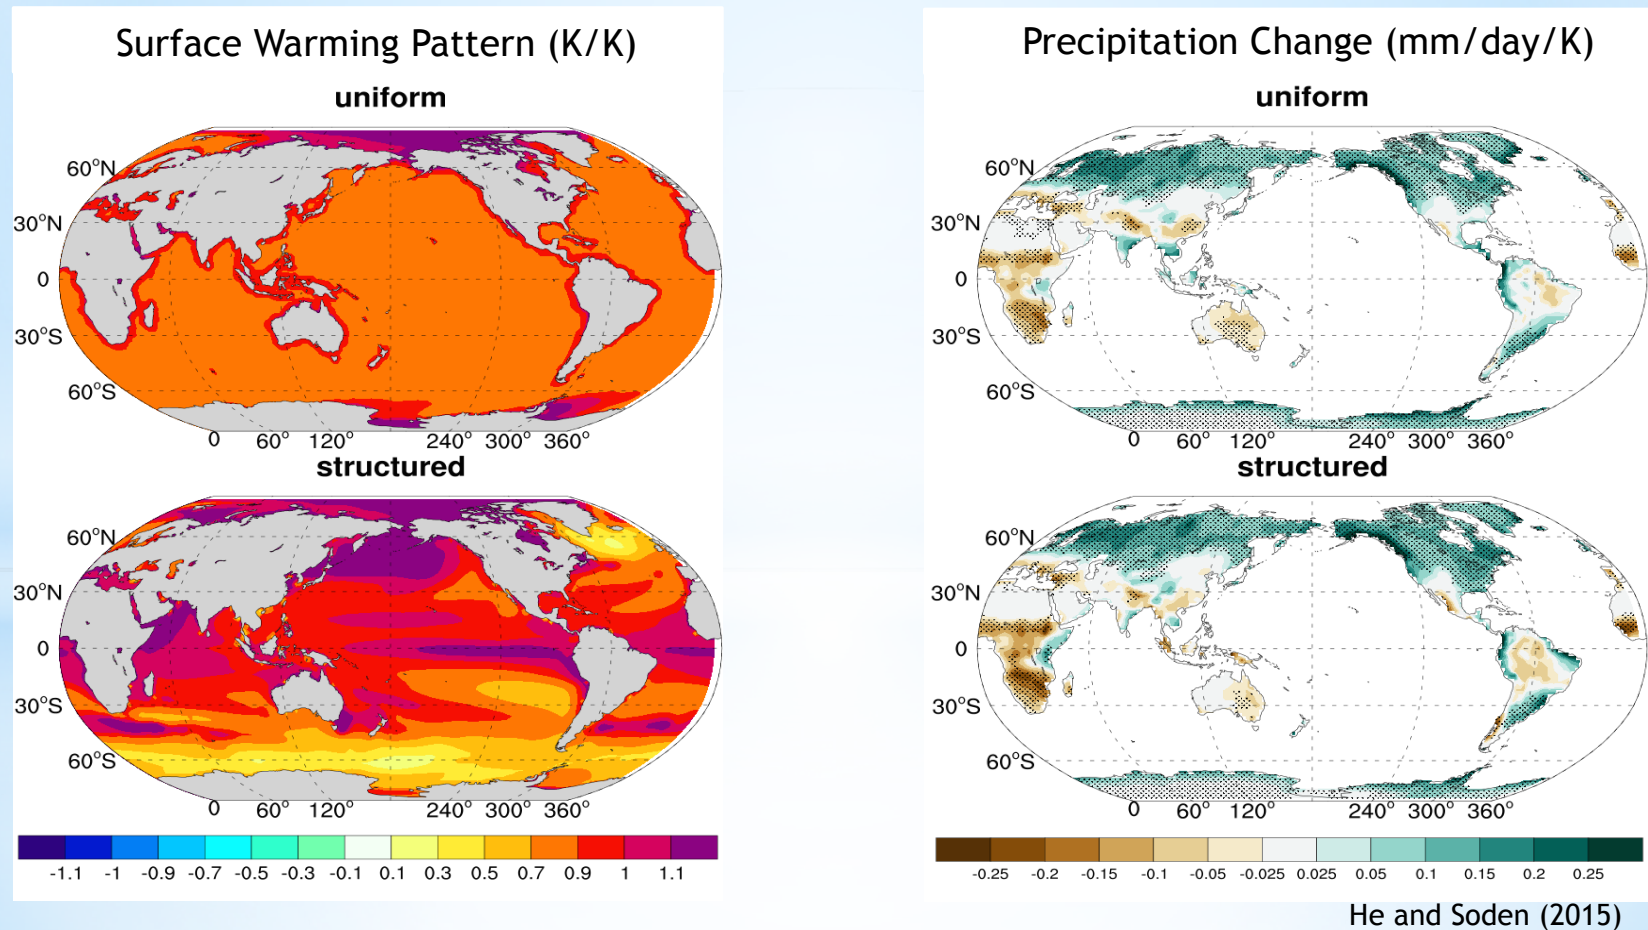 Surface Warming Pattern (K/K)
uniform
60°N
30°N
0
30°S
60°S
0 60° 120° 240° 300° 360°
structured
60°N
30°N
0
30°S
60°S
0 60° 120° 240° 300° 360°
-1.1 -1 -0.9 -0.7 -0.5 -0.3 -0.1 0.1 0.3 0.5 0.7 0.9 1 1.1
Precipitation Change (mm/day/K)
uniform
60°N
30°N
0
30°S
60°S
0 60° 120° 240° 300° 360°
structured
60°N
30°N
0
30°S
60°S
0 60° 120° 240° 300° 360°
-0.25 -0.2 -0.15 -0.1 -0.05 -0.025 0.025 0.05 0.1 0.15 0.2 0.25
He and Soden (2015)